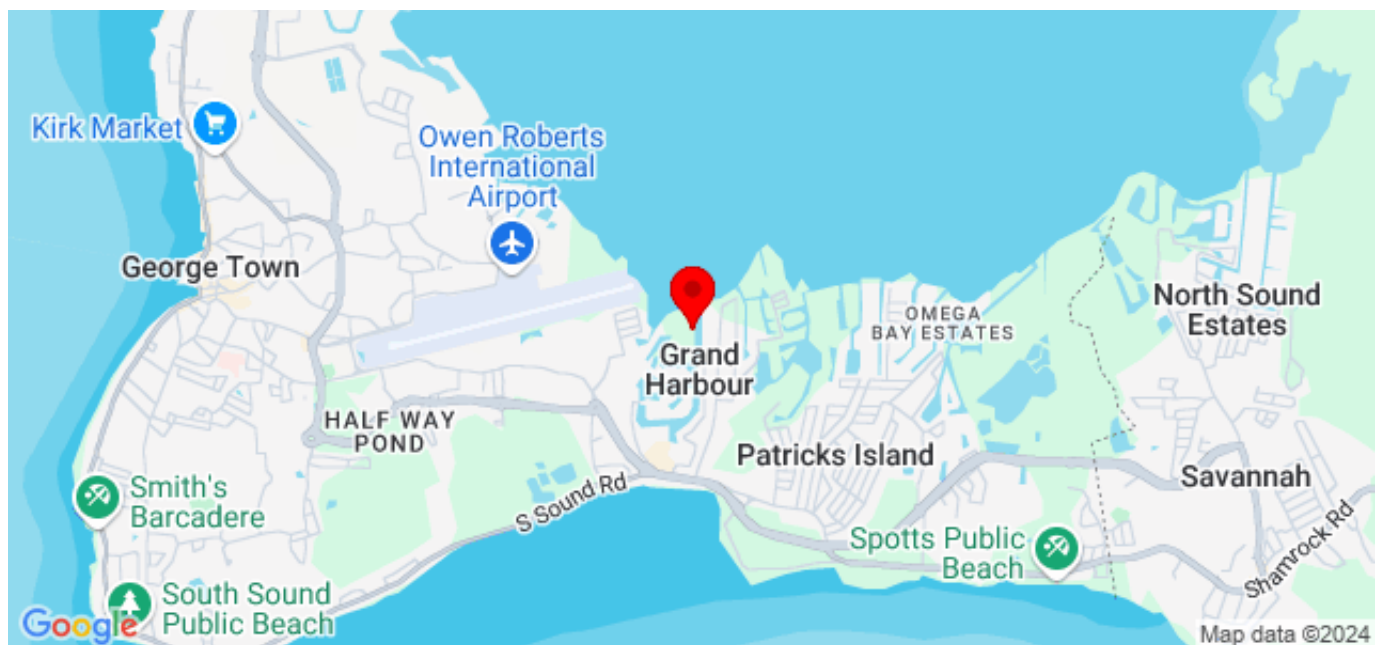 Kirk Market
Owen Roberts
International
Airport
George Town
North Sound
Estates
OMEGA
BAY ESTATES
Grand
Harbour
HALF WAY
POND
Patricks Island
Savannah
Smith's
Barcadere
S Sound Rd
Spotts Public
Beach
Shamrock Rd
South Sound
Public Beach
Google
Map data ©2024